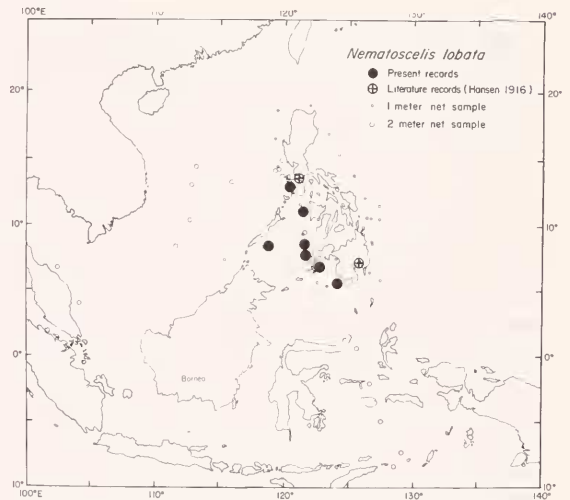 100°E 110° 120° 130° 140°
Nematoscelis lobata
Present records
Literature records (Hansen 1916)
1 meter net sample
2 meter net sample
20° 20°
10° 10°
0° 0°
Borneo
10° 10°
100°E 110° 120° 130° 140°